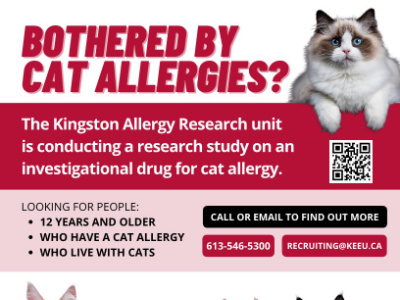 BOTHERED BY
CAT ALLERGIES?
The Kingston Allergy Research unit
is conducting a research study on an
investigational drug for cat allergy.
LOOKING FOR PEOPLE:
• 12 YEARS AND OLDER
• WHO HAVE A CAT ALLERGY
• WHO LIVE WITH CATS
CALL OR EMAIL TO FIND OUT MORE
613-546-5300
RECRUITING@KEEU.CA